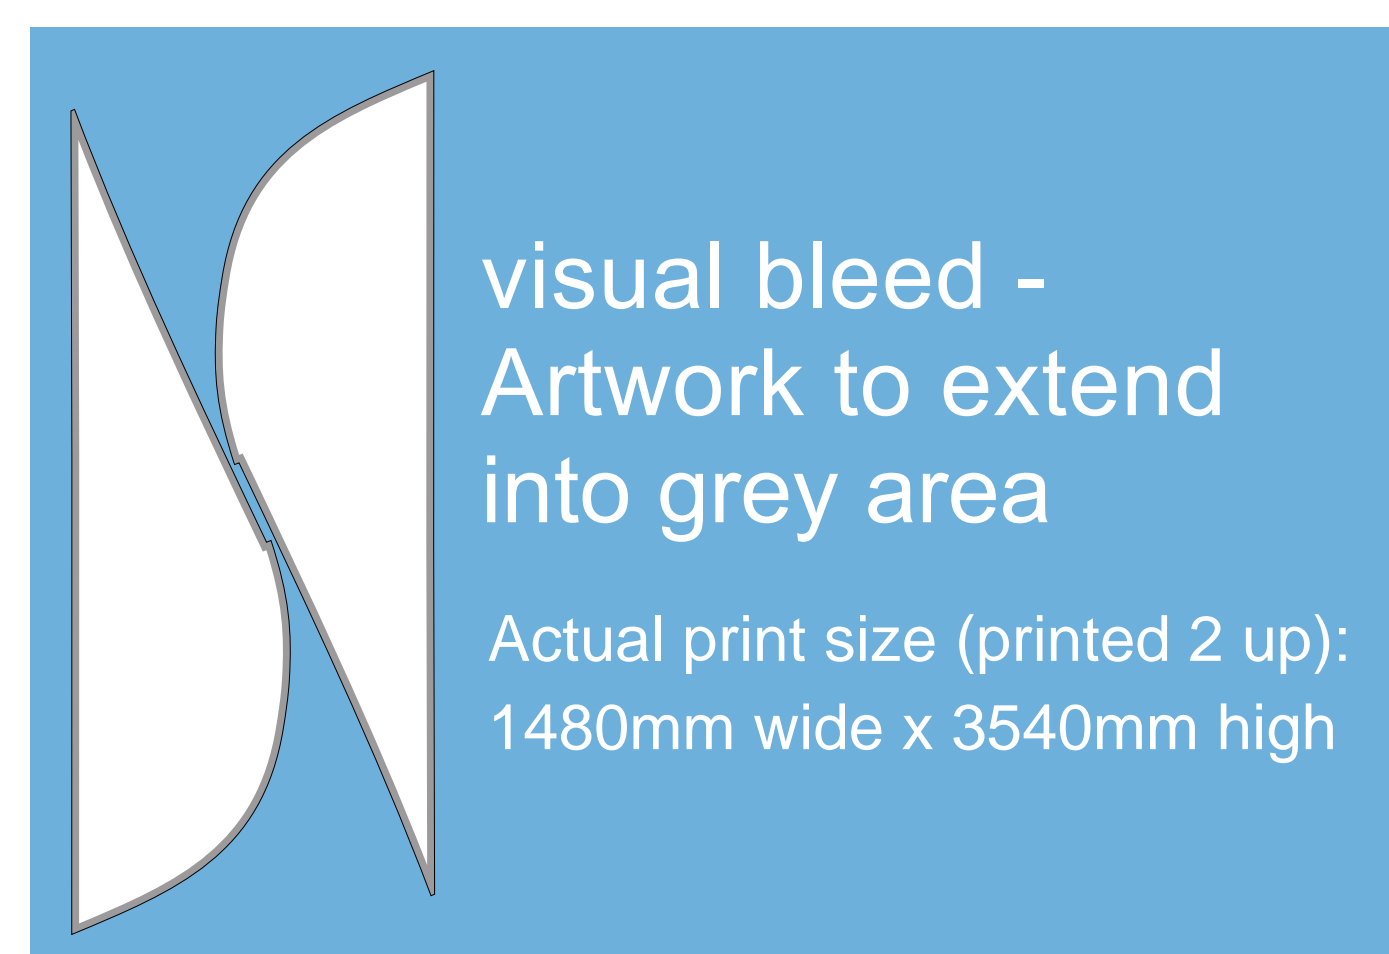 visual bleed -
Artwork to extend
into grey area
Actual print size (printed 2 up):
1480mm wide x 3540mm high